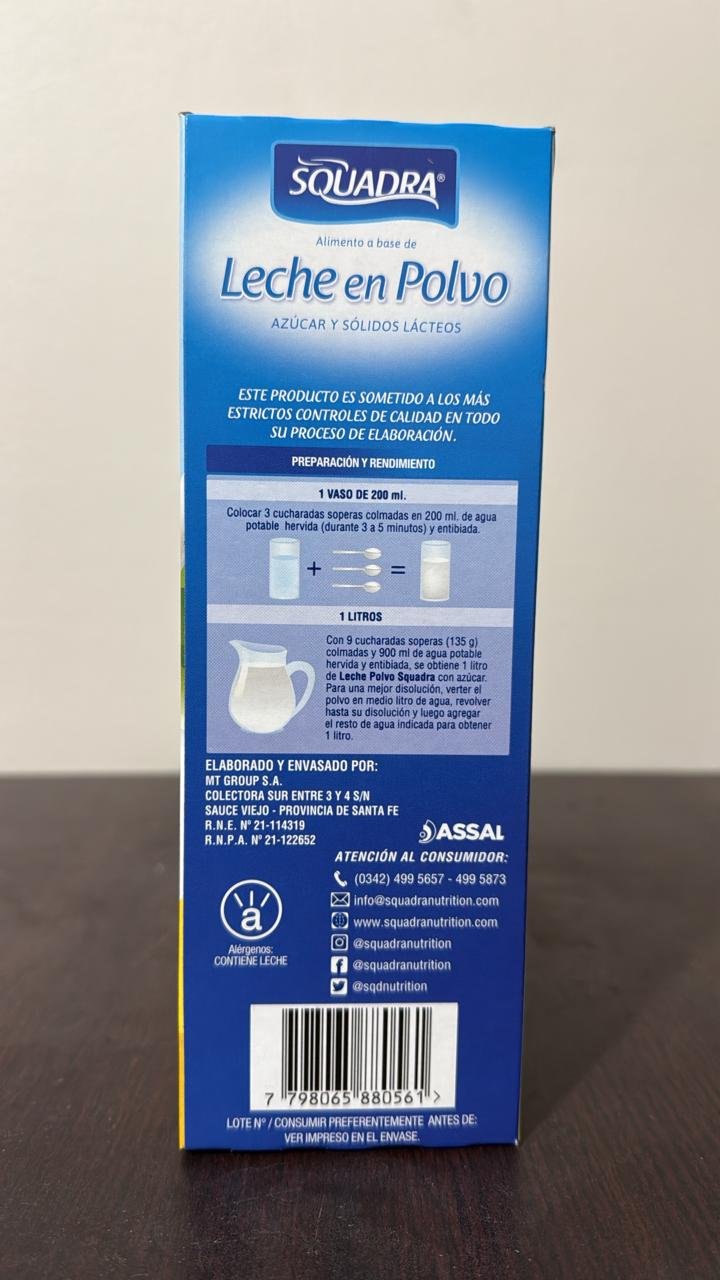 SQUADRA®
Alimento a base de
Leche en Polvo
AZÚCAR Y SÓLIDOS LÁCTEOS
ESTE PRODUCTO ES SOMETIDO A LOS MÁS
ESTRICTOS CONTROLES DE CALIDAD EN TODO
SU PROCESO DE ELABORACIÓN.
PREPARACIÓN Y RENDIMIENTO
1 VASO DE 200 ml.
Colocar 3 cucharadas soperas colmadas en 200 ml. de agua
potable hervida (durante 3 a 5 minutos) y entibiada.
+ =
1 LITROS
Con 9 cucharadas soperas (135 g)
colmadas y 900 ml de agua potable
hervida y entibiada, se obtiene 1 litro
de Leche Polvo Squadra con azúcar.
Para una mejor disolución, verter el
polvo en medio litro de agua, revolver
hasta su disolución y luego agregar
el resto de agua indicada para obtener
1 litro.
ELABORADO Y ENVASADO POR:
MT GROUP S.A.
COLECTORA SUR ENTRE 3 Y 4 S/N
SAUCE VIEJO - PROVINCIA DE SANTA FE
R.N.E. Nº 21-114319
R.N.P.A. Nº 21-122652
ASSAL
ATENCIÓN AL CONSUMIDOR:
(0342) 499 5657 - 499 5873
info@squadranutrition.com
www.squadranutrition.com
@squadranutrition
@squadranutrition
@sqdnutrition
a
Alérgenos:
CONTIENE LECHE
7 798065 880561 >
LOTE Nº / CONSUMIR PREFERENTEMENTE ANTES DE:
VER IMPRESO EN EL ENVASE.